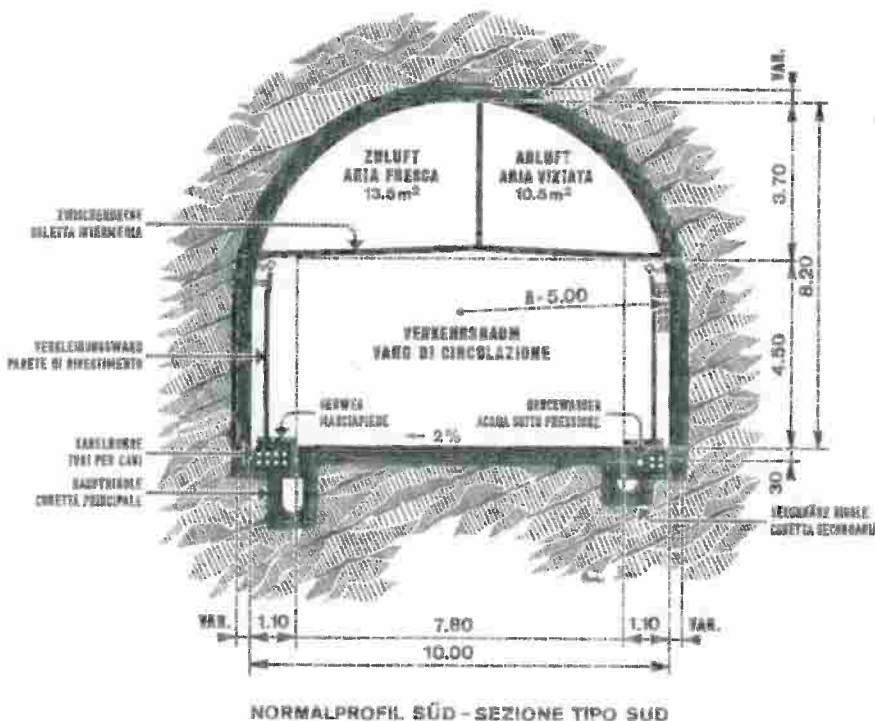 VAR.
ZULUFT
ARIA FRESCA
13.5m²
ABLUFT
ARIA VIZIATA
10.5m²
3.70
8.20
ZWISCHENDECKE
SOLETTA INTERMEDIA
R-5.00
VERKEHRSRAUM
VANO DI CIRCOLAZIONE
4.50
VERKLEIDUNGSWAND
PARETE DI RIVESTIMENTO
GEHWEG
MARCIAPIEDE
DRUCKWASSER
ACQUA SOTTO PRESSIONE
2%
KABELROHRE
TUBI PER CAVI
30
HAUPTRIGOLE
CUNETTA PRINCIPALE
RIGOLE
CUNETTA SECONDARIA
VAR.
1.10
7.80
1.10
VAR.
10.00
NORMALPROFIL SÜD - SEZIONE TIPO SUD